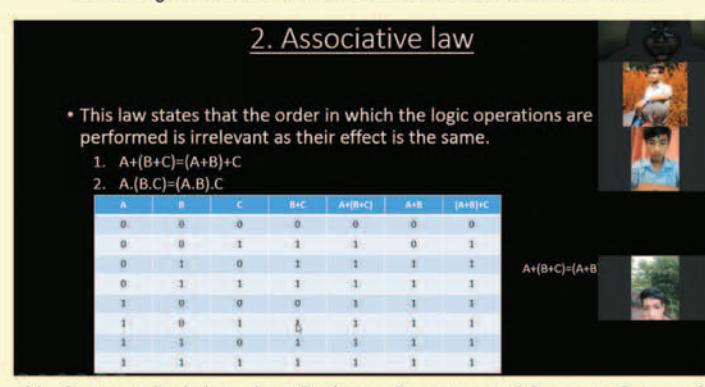 2. Associative law
• This law states that the order in which the logic operations are
performed is irrelevant as their effect is the same.
1. A+(B+C)=(A+B)+C
2. A.(B.C)=(A.B).C
A B C B+C A+(B+C) A+B (A+B)+C
0 0 0 0 0 0 0
0 0 1 1 1 0 1
0 1 0 1 1 1 1
0 1 1 1 1 1 1
1 0 0 0 1 1 1
1 0 1 1 1 1 1
1 1 0 1 1 1 1
1 1 1 1 1 1 1
A+(B+C)=(A+B